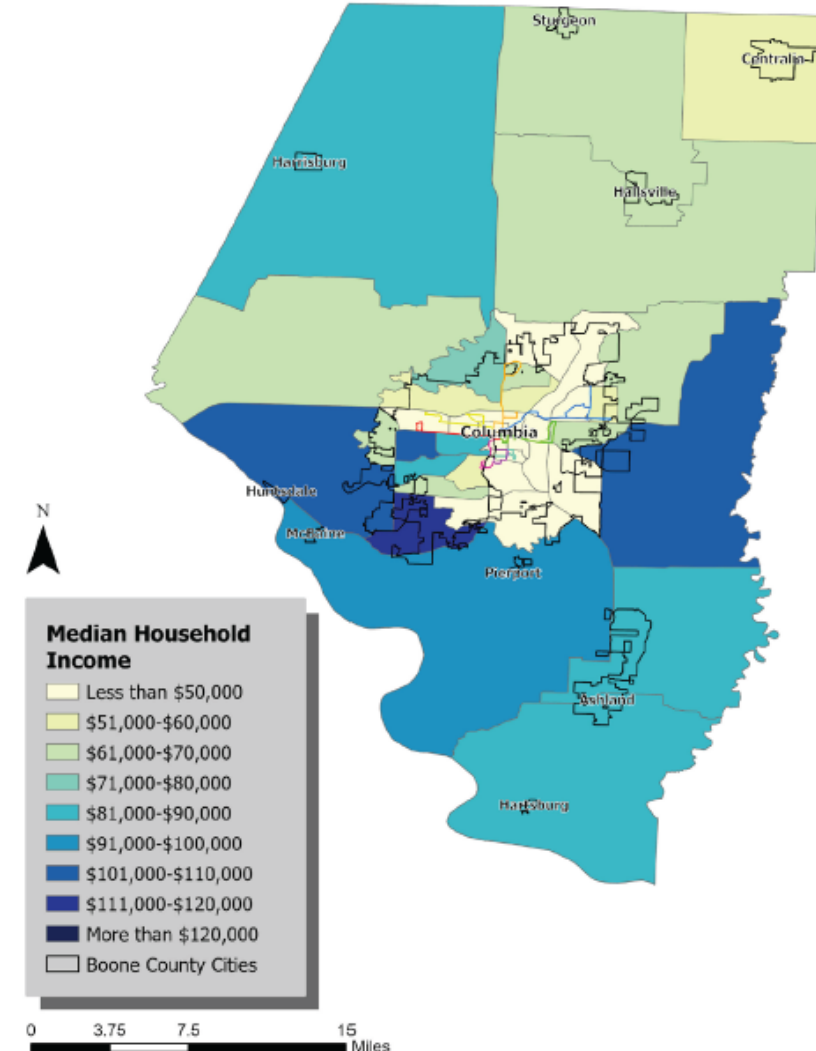 Sturgeon
Centralia
Harrisburg
Hallsville
Columbia
Huntsdale
McBaine
Pierport
Ashland
Hartsburg
N
Median Household
Income
Less than $50,000
$51,000-$60,000
$61,000-$70,000
$71,000-$80,000
$81,000-$90,000
$91,000-$100,000
$101,000-$110,000
$111,000-$120,000
More than $120,000
Boone County Cities
0 3.75 7.5 15
Miles